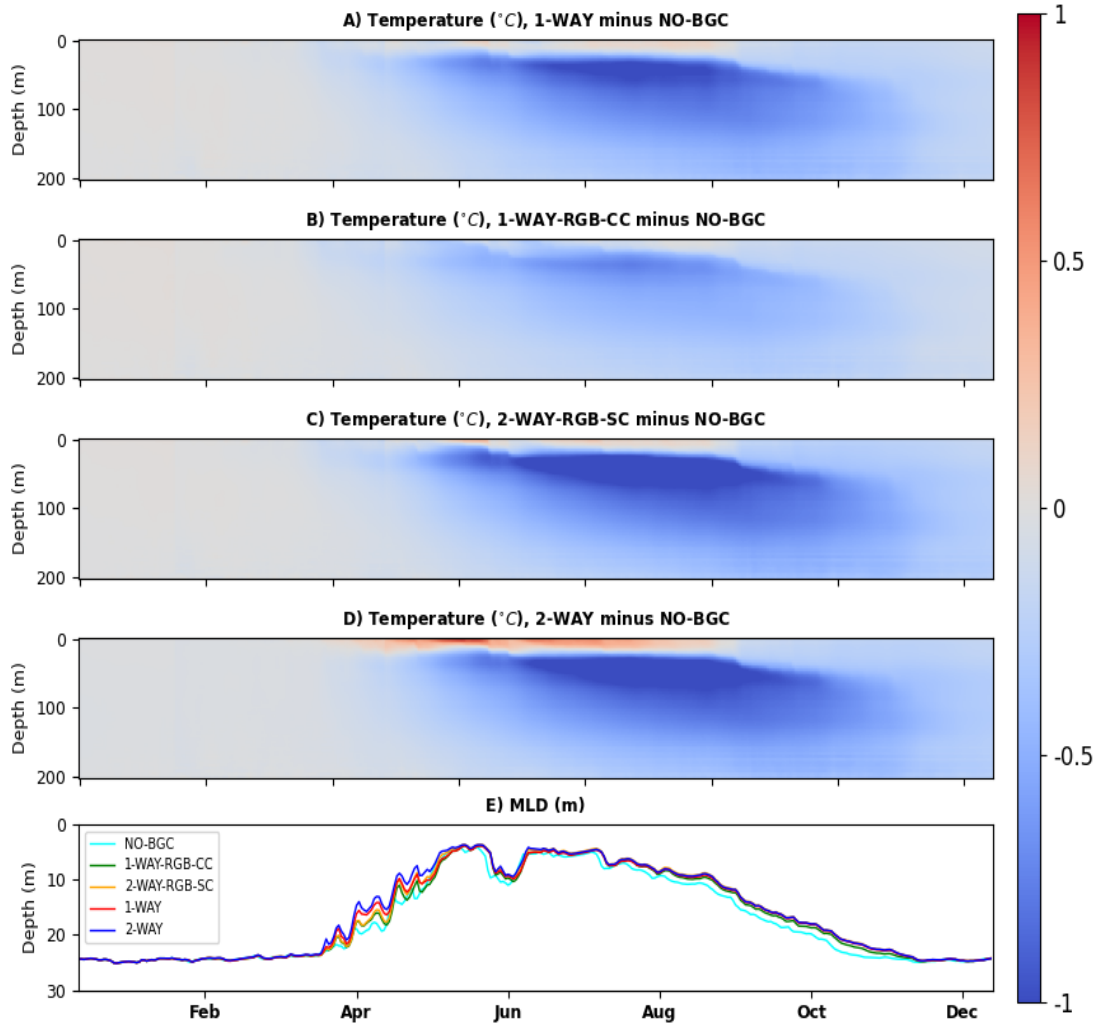 A) Temperature (°C), 1-WAY minus NO-BGC
Depth (m)
0
100
200
B) Temperature (°C), 1-WAY-RGB-CC minus NO-BGC
Depth (m)
0
100
200
C) Temperature (°C), 2-WAY-RGB-SC minus NO-BGC
Depth (m)
0
100
200
D) Temperature (°C), 2-WAY minus NO-BGC
Depth (m)
0
100
200
E) MLD (m)
Depth (m)
0
10
20
30
NO-BGC
1-WAY-RGB-CC
2-WAY-RGB-SC
1-WAY
2-WAY
Feb Apr Jun Aug Oct Dec
1
0.5
0
-0.5
-1